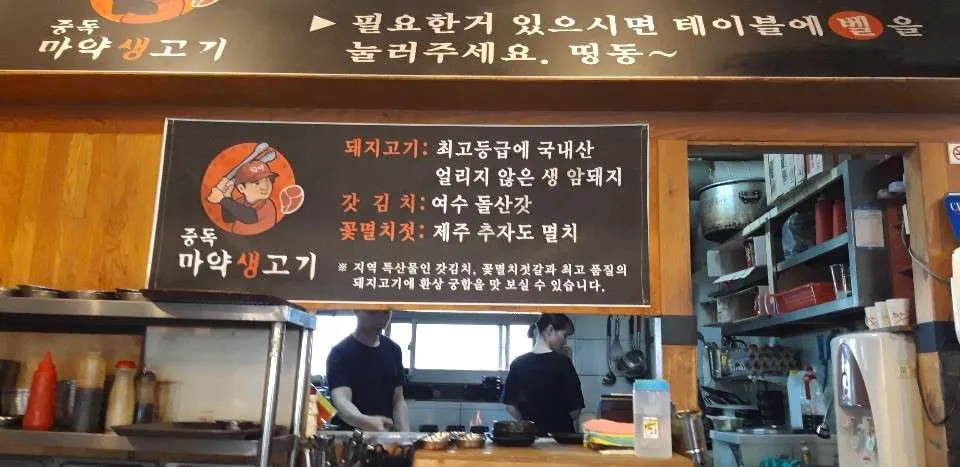 중독
마약생고기
▶ 필요한거 있으시면 테이블에 벨을
눌러주세요. 띵동~
돼지고기: 최고등급에 국내산
얼리지 않은 생 암돼지
갓 김 치: 여수 돌산갓
꽃멸치젓: 제주 추자도 멸치
중독
마약생고기
※ 지역 특산물인 갓김치, 꽃멸치젓갈과 최고 품질의
돼지고기에 환상 궁합을 맛 보실 수 있습니다.